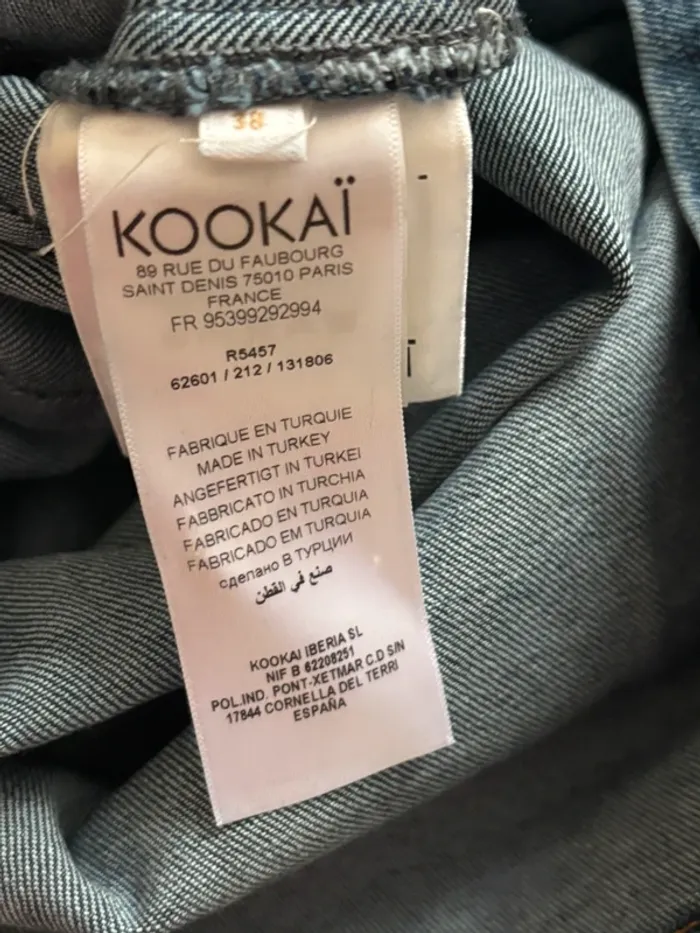 38
KOOKAÏ
89 RUE DU FAUBOURG
SAINT DENIS 75010 PARIS
FRANCE
FR 95399292994
R5457
62601 / 212 / 131806
FABRIQUE EN TURQUIE
MADE IN TURKEY
ANGEFERTIGT IN TURKEI
FABBRICATO IN TURCHIA
FABRICADO EN TURQUIA
FABRICADO EM TURQUIA
сделано В ТУРЦИИ
صنع في القطن
KOOKAI IBERIA SL
NIF B 62208251
POL.IND. PONT-XETMAR C.D S/N
17844 CORNELLA DEL TERRI
ESPAÑA